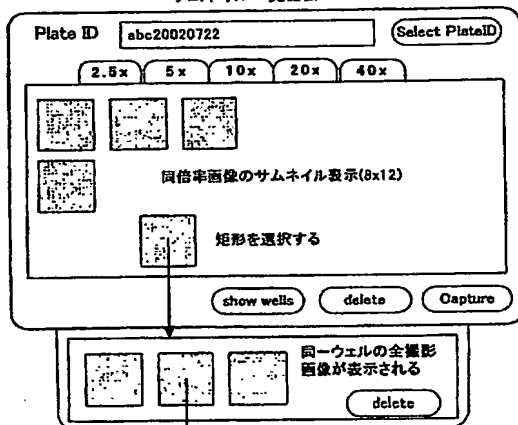 Plate ID abc20020722 Select PlateID
2.5x 5x 10x 20x 40x
同倍率画像のサムネイル表示(8x12)
矩形を選択する
show wells delete Capture
同一ウェルの全撮影
画像が表示される
delete